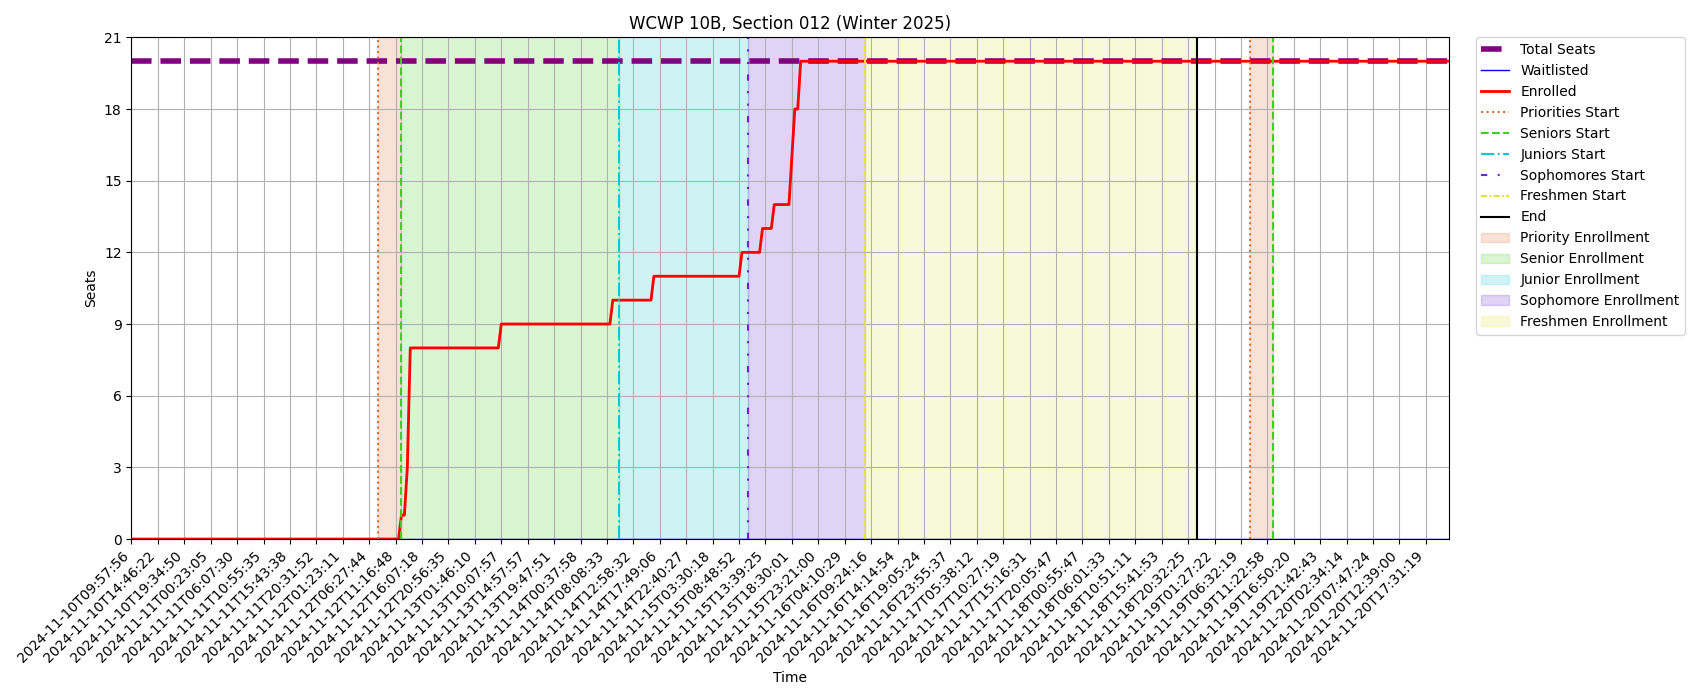 WCWP 10B, Section 012 (Winter 2025)
Seats
21
18
15
12
9
6
3
0
2024-11-10T09:57:56
2024-11-10T14:46:22
2024-11-10T19:34:50
2024-11-11T00:23:05
2024-11-11T06:07:30
2024-11-11T10:55:35
2024-11-11T15:43:38
2024-11-11T20:31:52
2024-11-12T01:23:11
2024-11-12T06:27:44
2024-11-12T11:16:48
2024-11-12T16:07:18
2024-11-12T20:56:35
2024-11-13T01:46:10
2024-11-13T10:07:57
2024-11-13T14:57:57
2024-11-13T19:47:51
2024-11-14T00:37:58
2024-11-14T08:08:33
2024-11-14T12:58:32
2024-11-14T17:49:06
2024-11-14T22:40:27
2024-11-15T03:30:18
2024-11-15T08:48:52
2024-11-15T13:39:25
2024-11-15T18:30:01
2024-11-15T23:21:00
2024-11-16T04:10:29
2024-11-16T09:24:16
2024-11-16T14:14:54
2024-11-16T19:05:24
2024-11-16T23:55:37
2024-11-17T05:38:12
2024-11-17T10:27:19
2024-11-17T15:16:31
2024-11-17T20:05:47
2024-11-18T00:55:47
2024-11-18T06:01:33
2024-11-18T10:51:11
2024-11-18T15:41:53
2024-11-18T20:32:25
2024-11-19T01:27:22
2024-11-19T06:32:19
2024-11-19T11:22:58
2024-11-19T16:50:20
2024-11-19T21:42:43
2024-11-20T02:34:14
2024-11-20T07:47:24
2024-11-20T12:39:00
2024-11-20T17:31:19
Time
Total Seats
Waitlisted
Enrolled
Priorities Start
Seniors Start
Juniors Start
Sophomores Start
Freshmen Start
End
Priority Enrollment
Senior Enrollment
Junior Enrollment
Sophomore Enrollment
Freshmen Enrollment